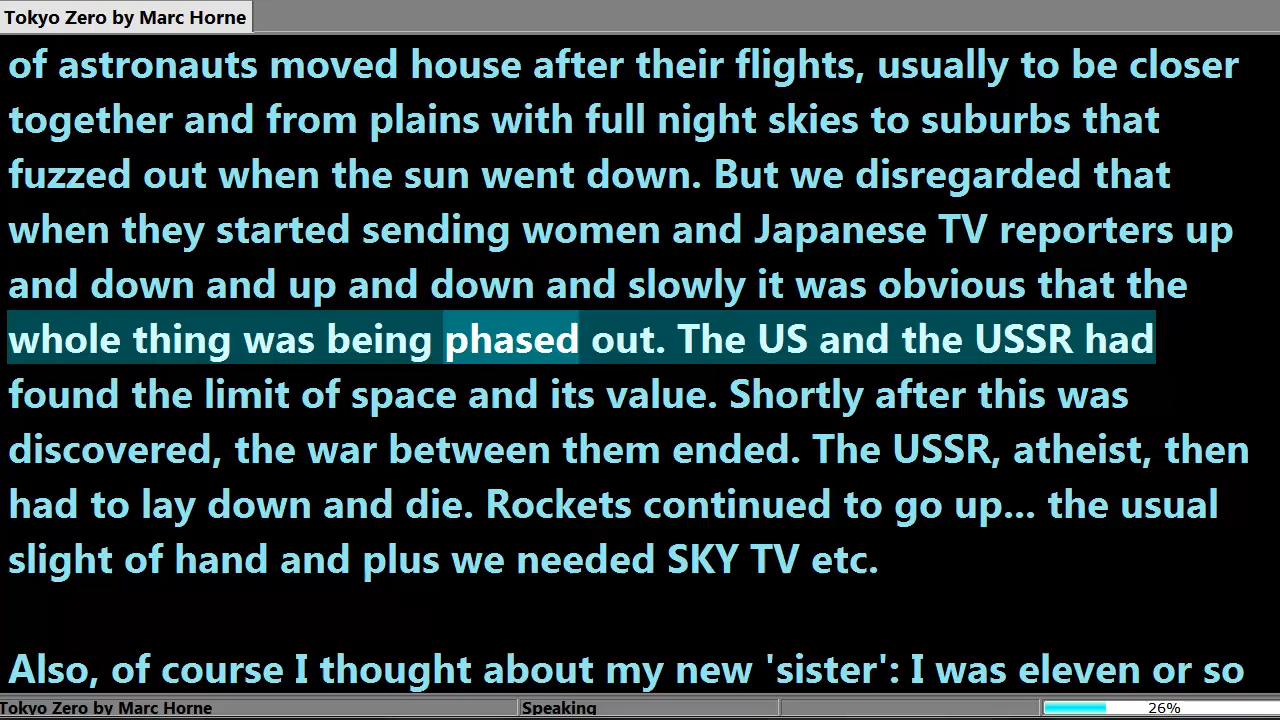 Tokyo Zero by Marc Horne
of astronauts moved house after their flights, usually to be closer
together and from plains with full night skies to suburbs that
fuzzed out when the sun went down. But we disregarded that
when they started sending women and Japanese TV reporters up
and down and up and down and slowly it was obvious that the
whole thing was being phased out. The US and the USSR had
found the limit of space and its value. Shortly after this was
discovered, the war between them ended. The USSR, atheist, then
had to lay down and die. Rockets continued to go up... the usual
slight of hand and plus we needed SKY TV etc.
Also, of course I thought about my new 'sister': I was eleven or so
Tokyo Zero by Marc Horne Speaking 26%